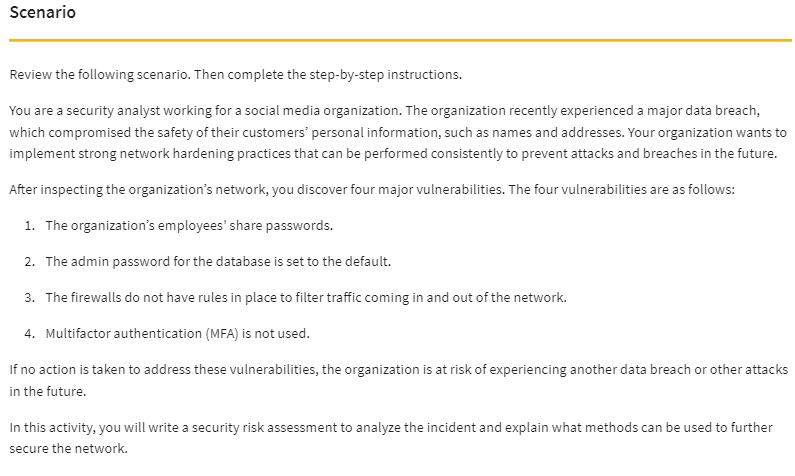 Scenario
Review the following scenario. Then complete the step-by-step instructions.
You are a security analyst working for a social media organization. The organization recently experienced a major data breach,
which compromised the safety of their customers’ personal information, such as names and addresses. Your organization wants to
implement strong network hardening practices that can be performed consistently to prevent attacks and breaches in the future.
After inspecting the organization’s network, you discover four major vulnerabilities. The four vulnerabilities are as follows:
1. The organization’s employees' share passwords.
2. The admin password for the database is set to the default.
3. The firewalls do not have rules in place to filter traffic coming in and out of the network.
4. Multifactor authentication (MFA) is not used.
If no action is taken to address these vulnerabilities, the organization is at risk of experiencing another data breach or other attacks
in the future.
In this activity, you will write a security risk assessment to analyze the incident and explain what methods can be used to further
secure the network.